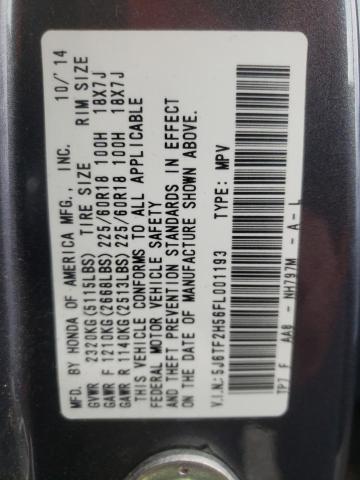 MFD. BY HONDA OF AMERICA MFG., INC. 10/'14
TIRE SIZE RIM SIZE
GVWR 2320KG(5115LBS)
GAWR F 1210KG(2668LBS) 225/60R18 100H 18X7J
GAWR R 1140KG(2513LBS) 225/60R18 100H 18X7J
THIS VEHICLE CONFORMS TO ALL APPLICABLE
FEDERAL MOTOR VEHICLE SAFETY
AND THEFT PREVENTION STANDARDS IN EFFECT
ON THE DATE OF MANUFACTURE SHOWN ABOVE.
V.I.N:5J6TF2H56FL001193 TYPE: MPV
TP7 F AA8- NH797M - A - L